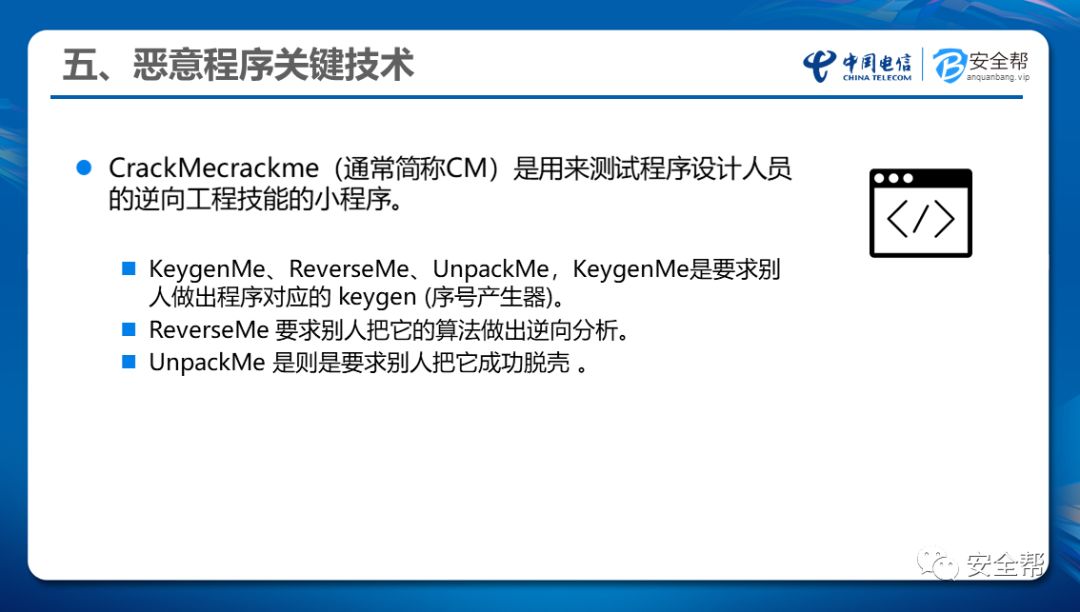 五、恶意程序关键技术
中国电信
CHINA TELECOM
安全帮
anquanbang.vip
CrackMecrackme（通常简称CM）是用来测试程序设计人员
的逆向工程技能的小程序。
KeygenMe、ReverseMe、UnpackMe，KeygenMe是要求别
人做出程序对应的 keygen (序号产生器)。
ReverseMe 要求别人把它的算法做出逆向分析。
UnpackMe 是则是要求别人把它成功脱壳 。
安全帮